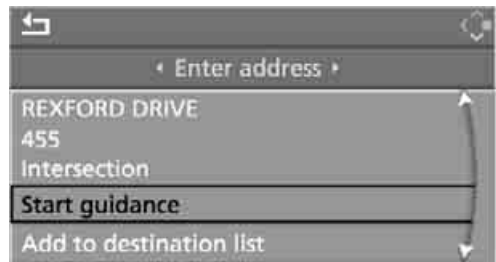 Enter address
REXFORD DRIVE
455
Intersection
Start guidance
Add to destination list